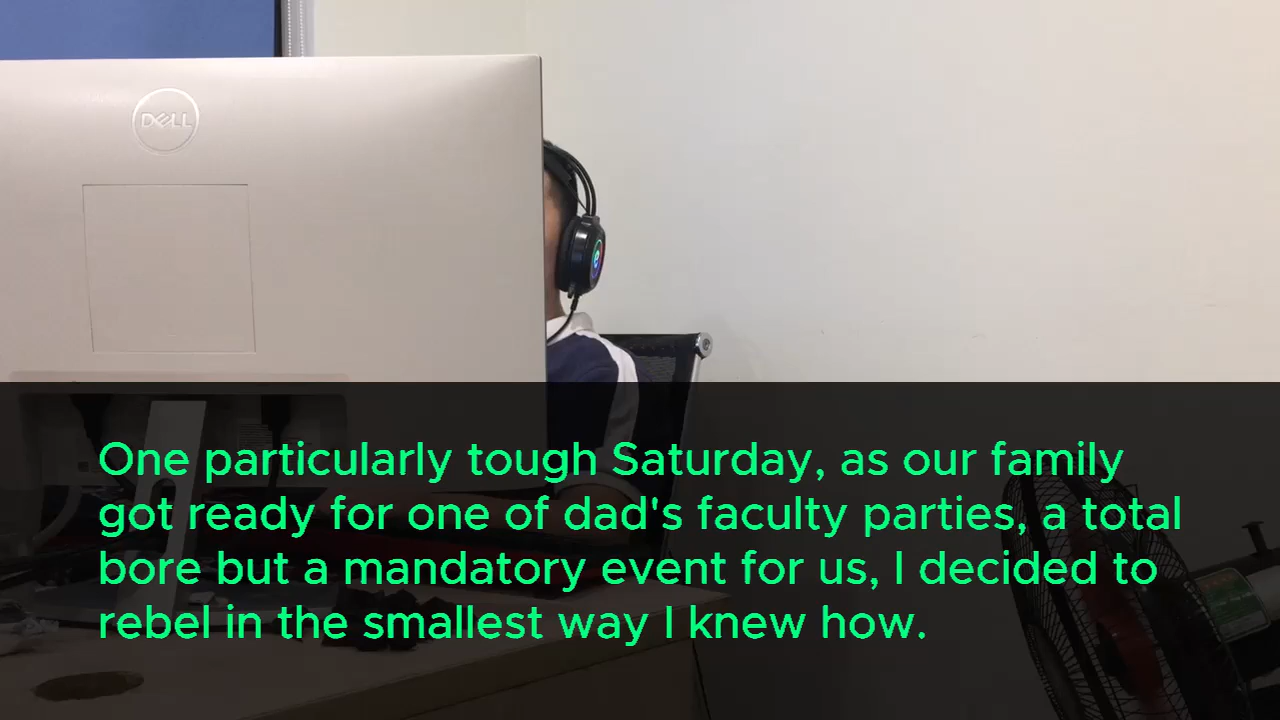 DELL
One particularly tough Saturday, as our family
got ready for one of dad's faculty parties, a total
bore but a mandatory event for us, I decided to
rebel in the smallest way I knew how.